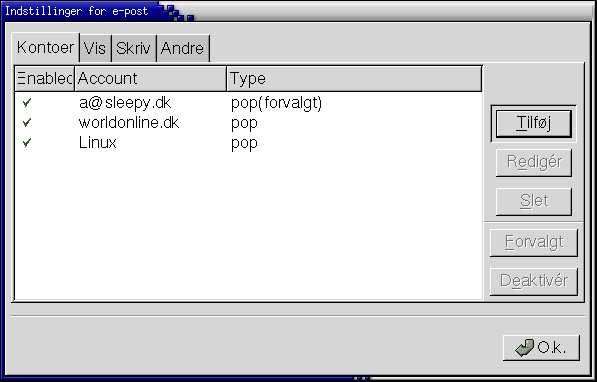 Indstillinger for e-post
Kontoer Vis Skriv Andre
Enabled Account Type
a@sleepy.dk pop(forvalgt)
worldonline.dk pop
Linux pop
Tilføj
Redigér
Slet
Forvalgt
Deaktivér
O.k.